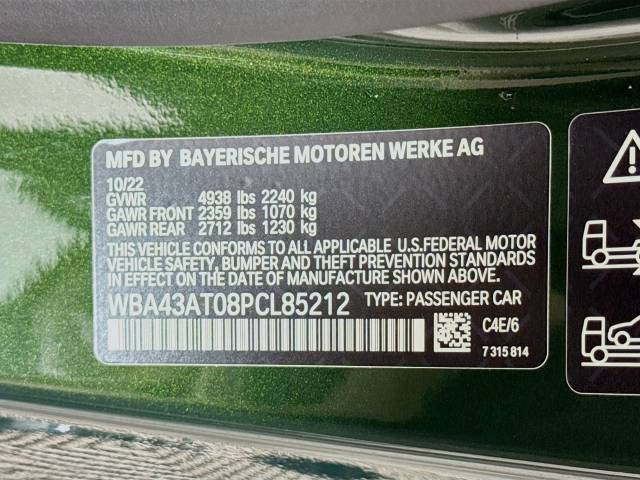 MFD BY BAYERISCHE MOTOREN WERKE AG
10/22
GVWR 4938 lbs 2240 kg
GAWR FRONT 2359 lbs 1070 kg
GAWR REAR 2712 lbs 1230 kg
THIS VEHICLE CONFORMS TO ALL APPLICABLE U.S.FEDERAL MOTOR
VEHICLE SAFETY, BUMPER AND THEFT PREVENTION STANDARDS
IN EFFECT ON THE DATE OF MANUFACTURE SHOWN ABOVE.
WBA43AT08PCL85212 TYPE: PASSENGER CAR
C4E/6
7 315 814